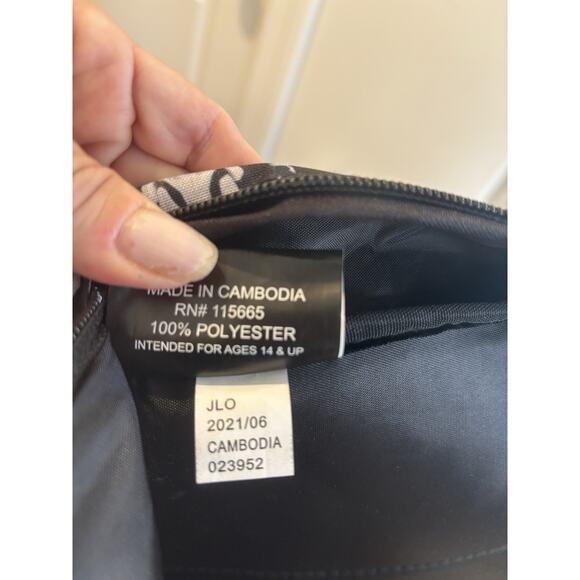 MADE IN CAMBODIA
RN# 115665
100% POLYESTER
INTENDED FOR AGES 14 & UP
JLO
2021/06
CAMBODIA
023952